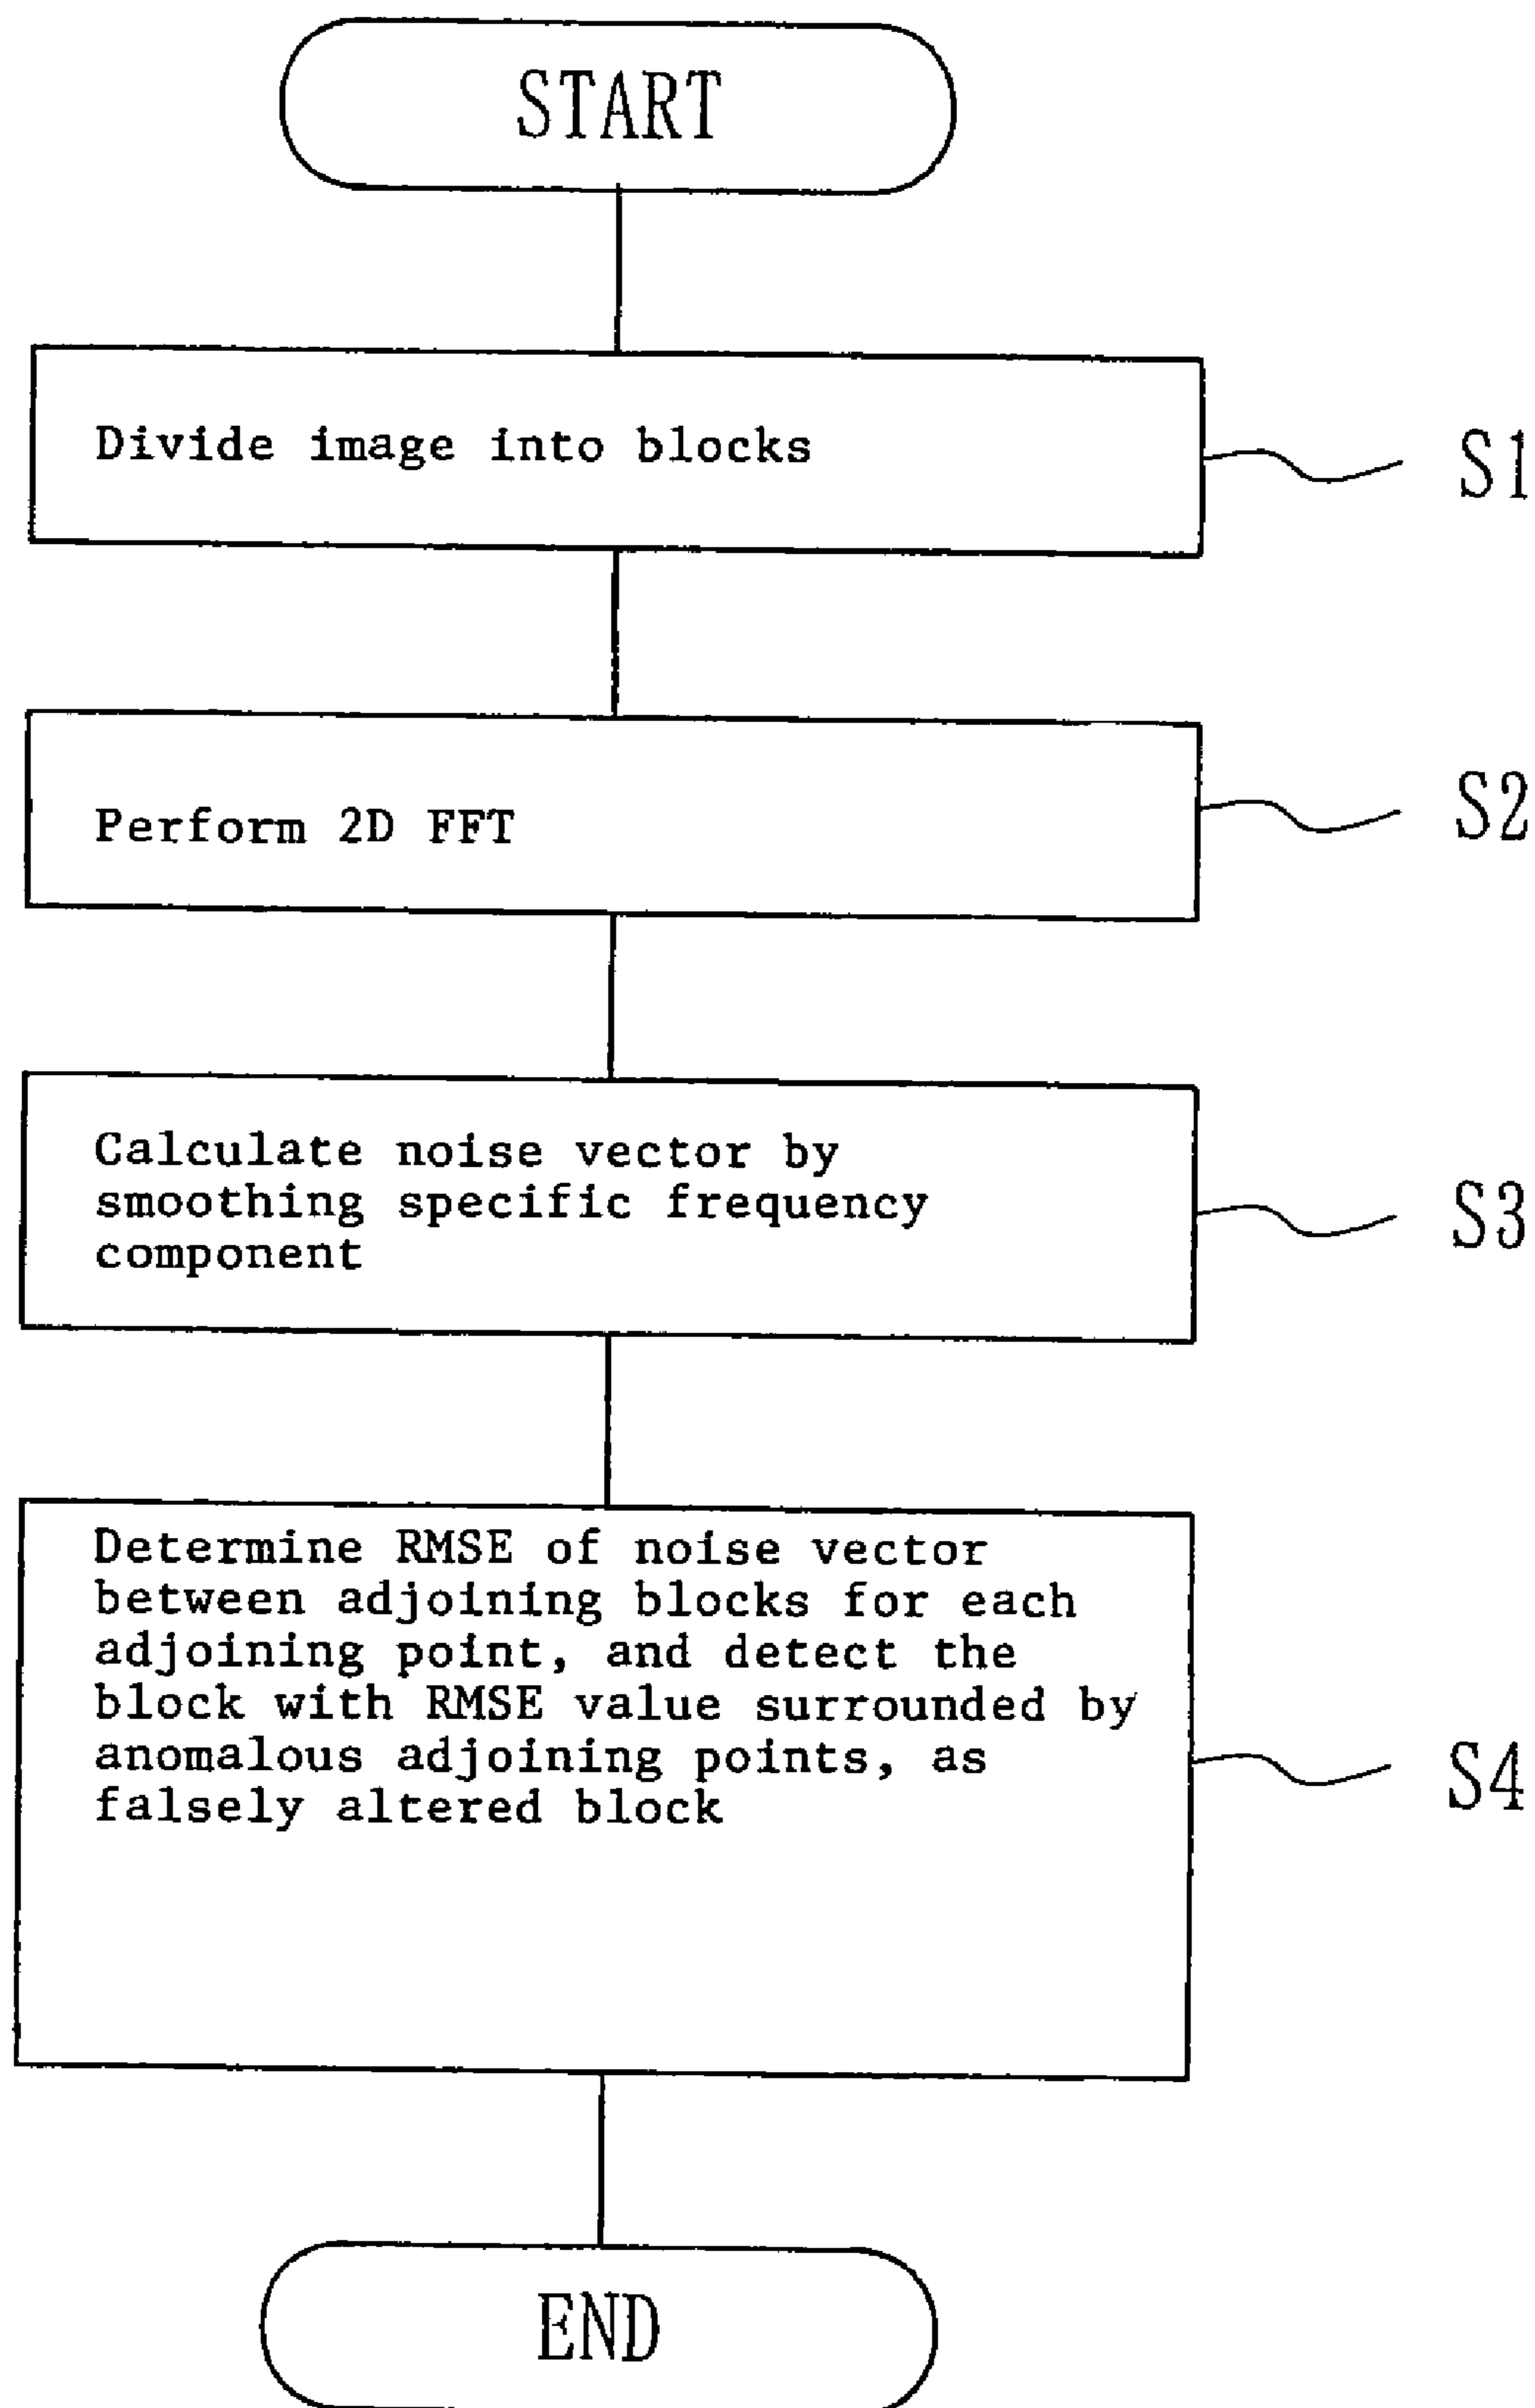 START
Divide image into blocks
S1
Perform 2D FFT
S2
Calculate noise vector by
smoothing specific frequency
component
S3
Determine RMSE of noise vector
between adjoining blocks for each
adjoining point, and detect the
block with RMSE value surrounded by
anomalous adjoining points, as
falsely altered block
S4
END